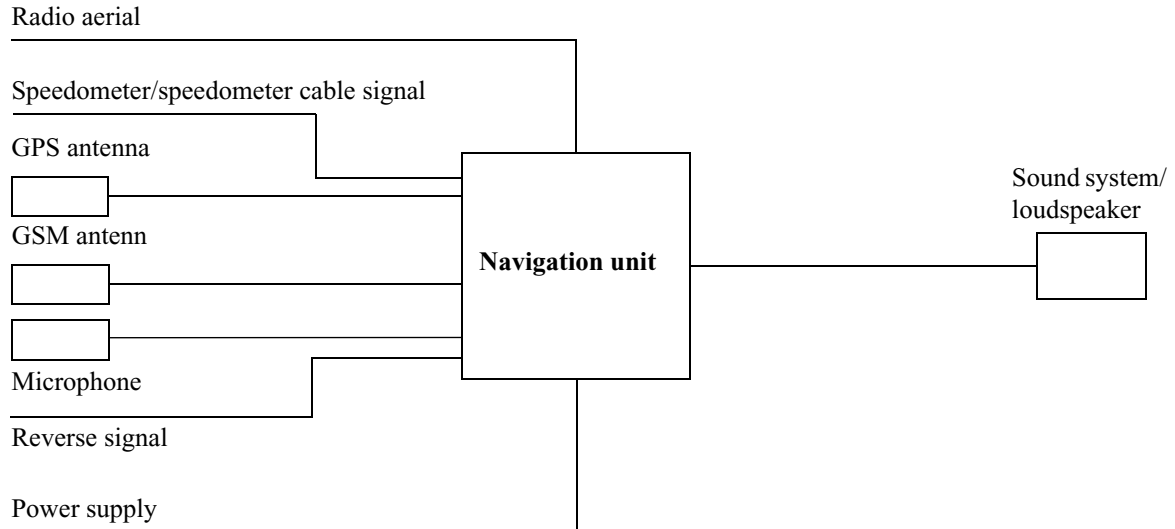 Radio aerial
Speedometer/speedometer cable signal
GPS antenna
GSM antenn
Microphone
Reverse signal
Power supply
Navigation unit
Sound system/
loudspeaker